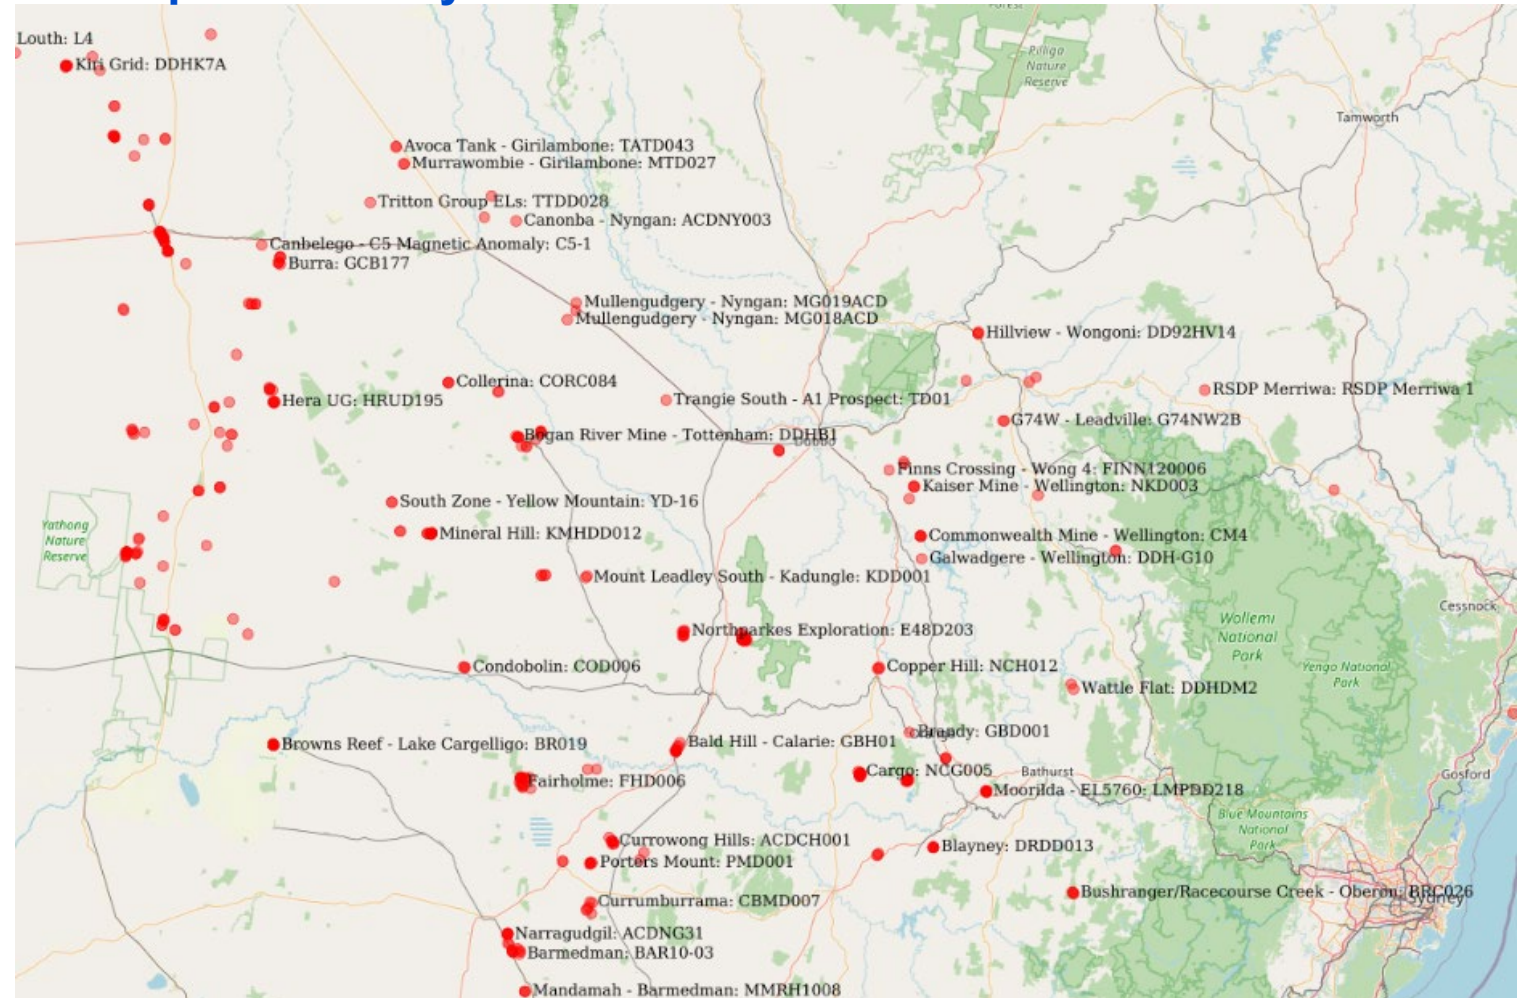 Louth: L4
Kiri Grid: DDHK7A
Pilliga
Nature
Reserve
Tamworth
Avoca Tank - Girilambone: TATD043
Murrawombie - Girilambone: MTD027
Tritton Group ELs: TTDD028
Canonba - Nyngan: ACDNY003
Canbelego - C5 Magnetic Anomaly: C5-1
Burra: GCB177
Mullengudgery - Nyngan: MG019ACD
Mullengudgery - Nyngan: MG018ACD
Hillview - Wongoni: DD92HV14
Collerina: CORC084
Hera UG: HRUD195
Trangie South - A1 Prospect: TD01
RSDP Merriwa: RSDP Merriwa 1
G74W - Leadville: G74NW2B
Bogan River Mine - Tottenham: DDHB1
Dubbo
Finns Crossing - Wong 4: FINN120006
Kaiser Mine - Wellington: NKD003
South Zone - Yellow Mountain: YD-16
Yathong
Nature
Reserve
Mineral Hill: KMHDD012
Commonwealth Mine - Wellington: CM4
Galwadgere - Wellington: DDH-G10
Mount Leadley South - Kadungle: KDD001
Cessnock
Wollemi
National
Park
Northparkes Exploration: E48D203
Condobolin: COD006
Copper Hill: NCH012
Yengo National
Park
Wattle Flat: DDHDM2
Browns Reef - Lake Cargelligo: BR019
Bald Hill - Calarie: GBH01
Brandy: GBD001
Fairholme: FHD006
Cargo: NCG005
Bathurst
Gosford
Moorilda - EL5760: LMPDD218
Blue Mountains
National
Park
Currowong Hills: ACDCH001
Blayney: DRDD013
Porters Mount: PMD001
Bushranger/Racecourse Creek - Oberon: BRC026
Sydney
Currumburrama: CBMD007
Narragudgil: ACDNG31
Barmedman: BAR10-03
Mandamah - Barmedman: MMRH1008